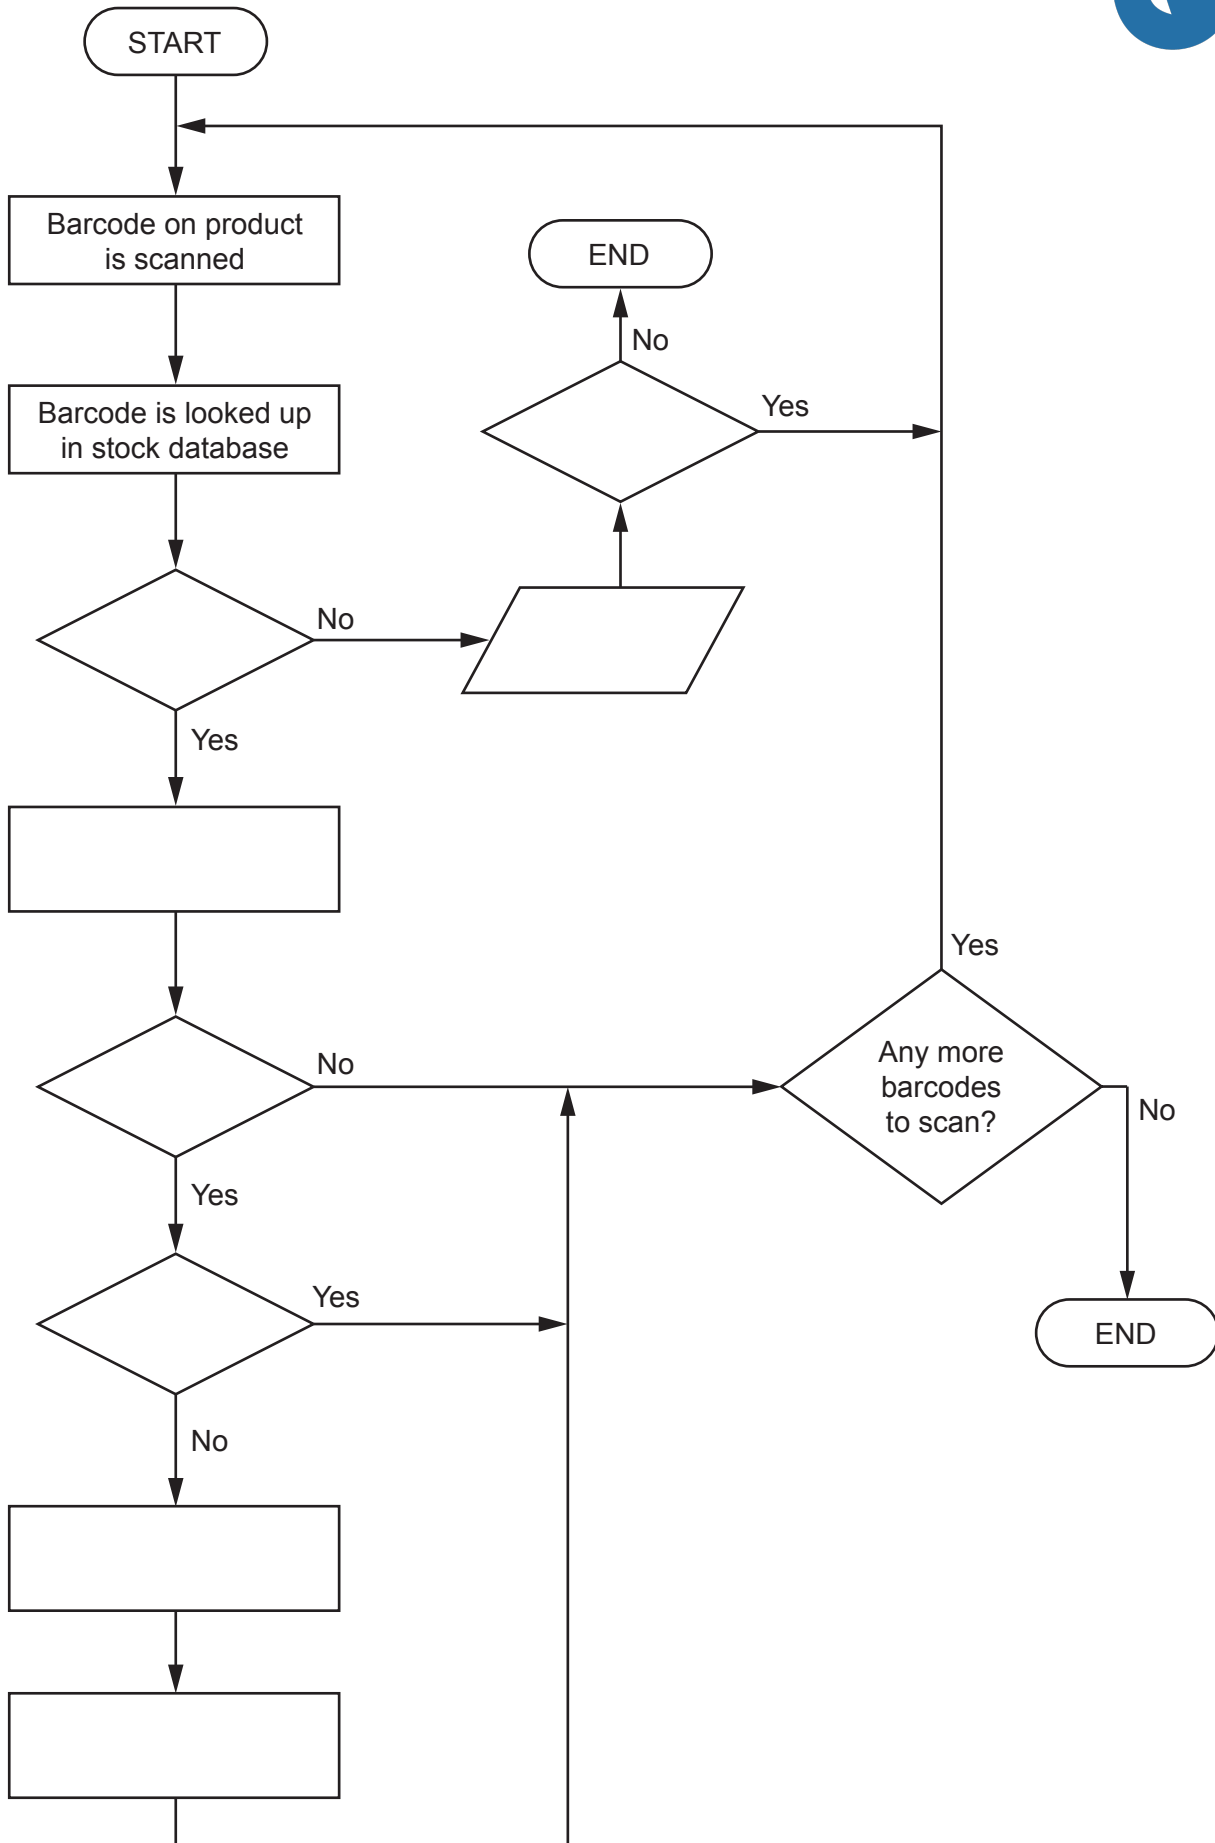 START
Barcode on product
is scanned
END
No
Barcode is looked up
in stock database
Yes
No
Yes
Yes
No
Any more
barcodes
to scan?
No
Yes
Yes
END
No